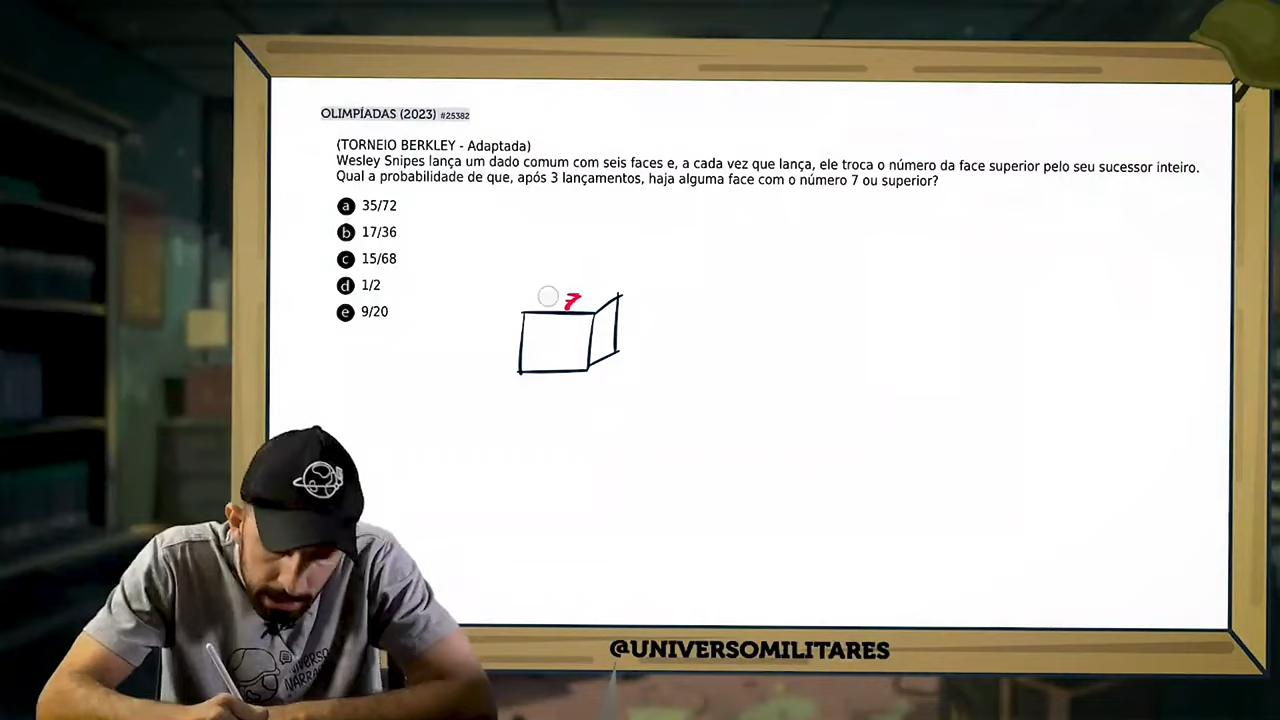 OLIMPÍADAS (2023) #25382
(TORNEIO BERKLEY - Adaptada)
Wesley Snipes lança um dado comum com seis faces e, a cada vez que lança, ele troca o número da face superior pelo seu sucessor inteiro.
Qual a probabilidade de que, após 3 lançamentos, haja alguma face com o número 7 ou superior?
a 35/72
b 17/36
c 15/68
d 1/2
e 9/20
7
@UNIVERSOMILITARES